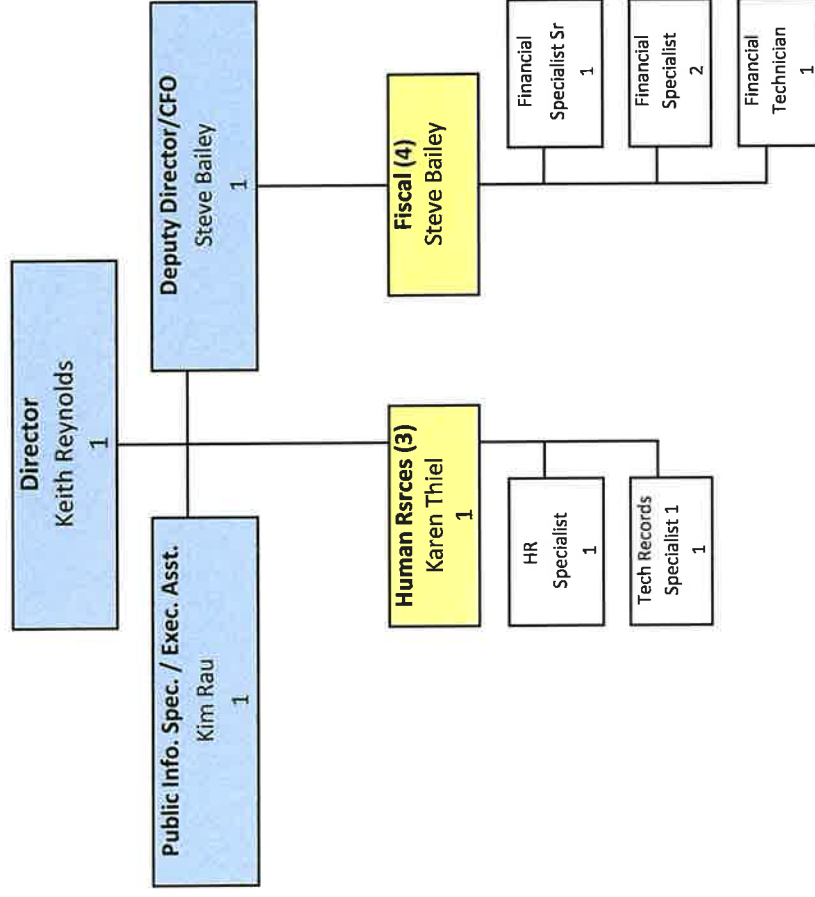 Director
Keith Reynolds
1
Public Info. Spec. / Exec. Asst.
Kim Rau
1
Deputy Director/CFO
Steve Bailey
1
Human Rsrces (3)
Karen Thiel
1
HR
Specialist
1
Tech Records
Specialist 1
1
Fiscal (4)
Steve Bailey
Financial
Specialist Sr
1
Financial
Specialist
2
Financial
Technician
1